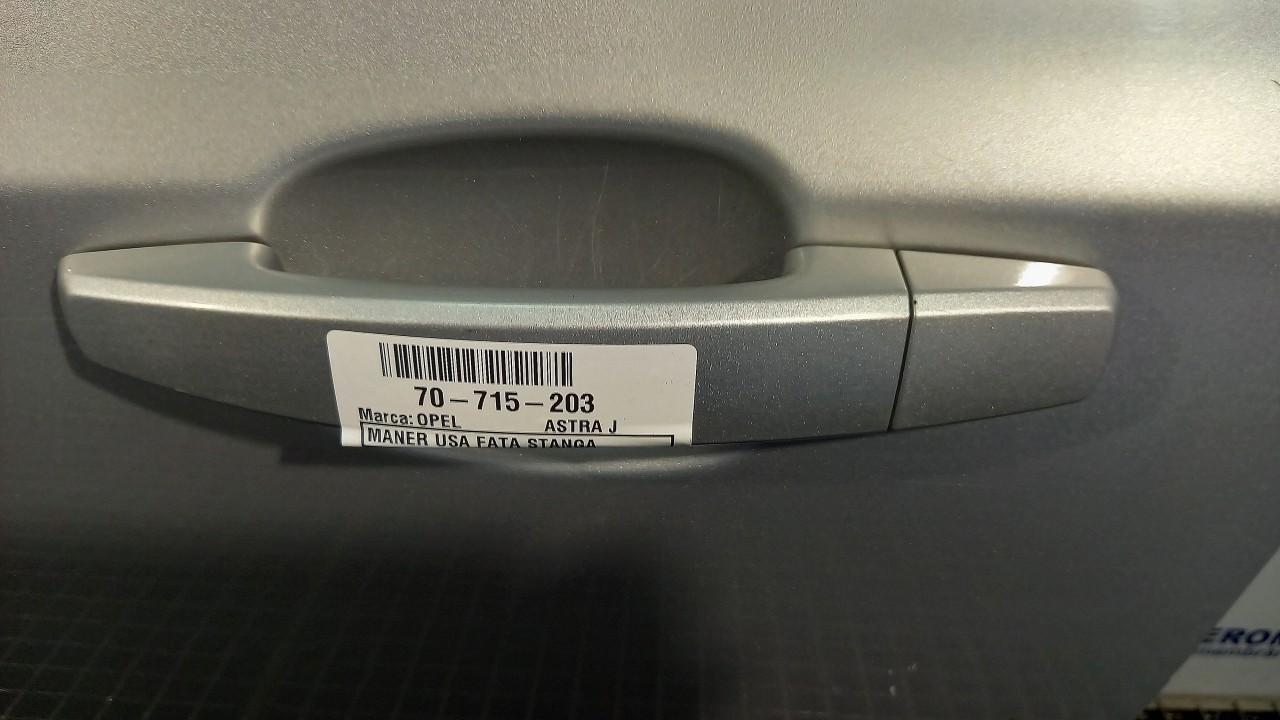 70-715-203
Marca: OPEL ASTRA J
MANER USA FATA STANGA